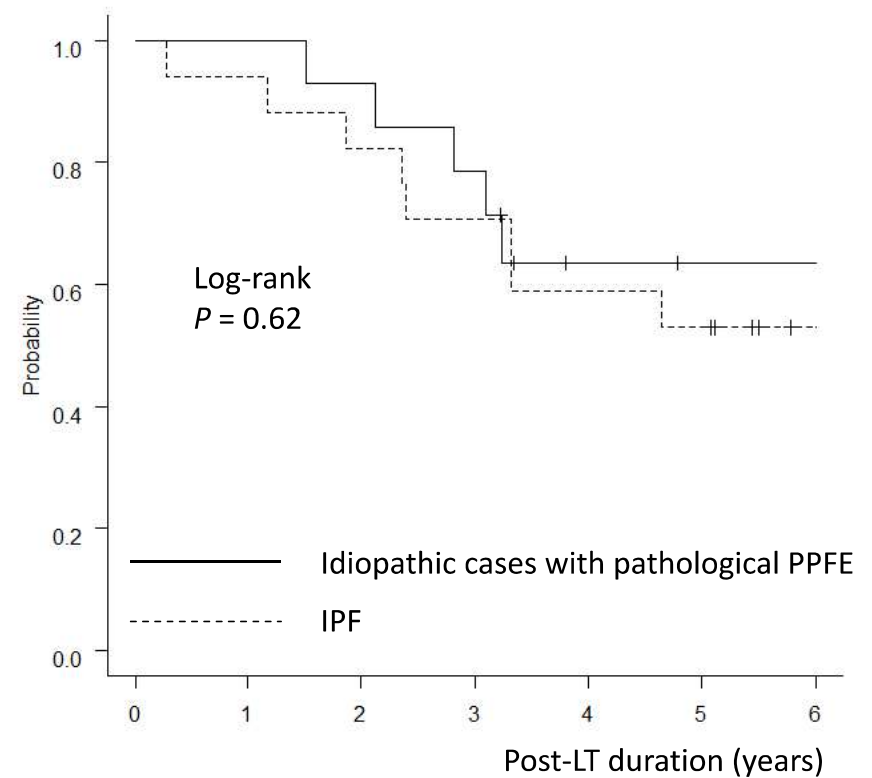 1.0
0.8
Log-rank
P = 0.62
0.6
Probability
0.4
0.2
Idiopathic cases with pathological PPFE
IPF
0.0
0 1 2 3 4 5 6
Post-LT duration (years)